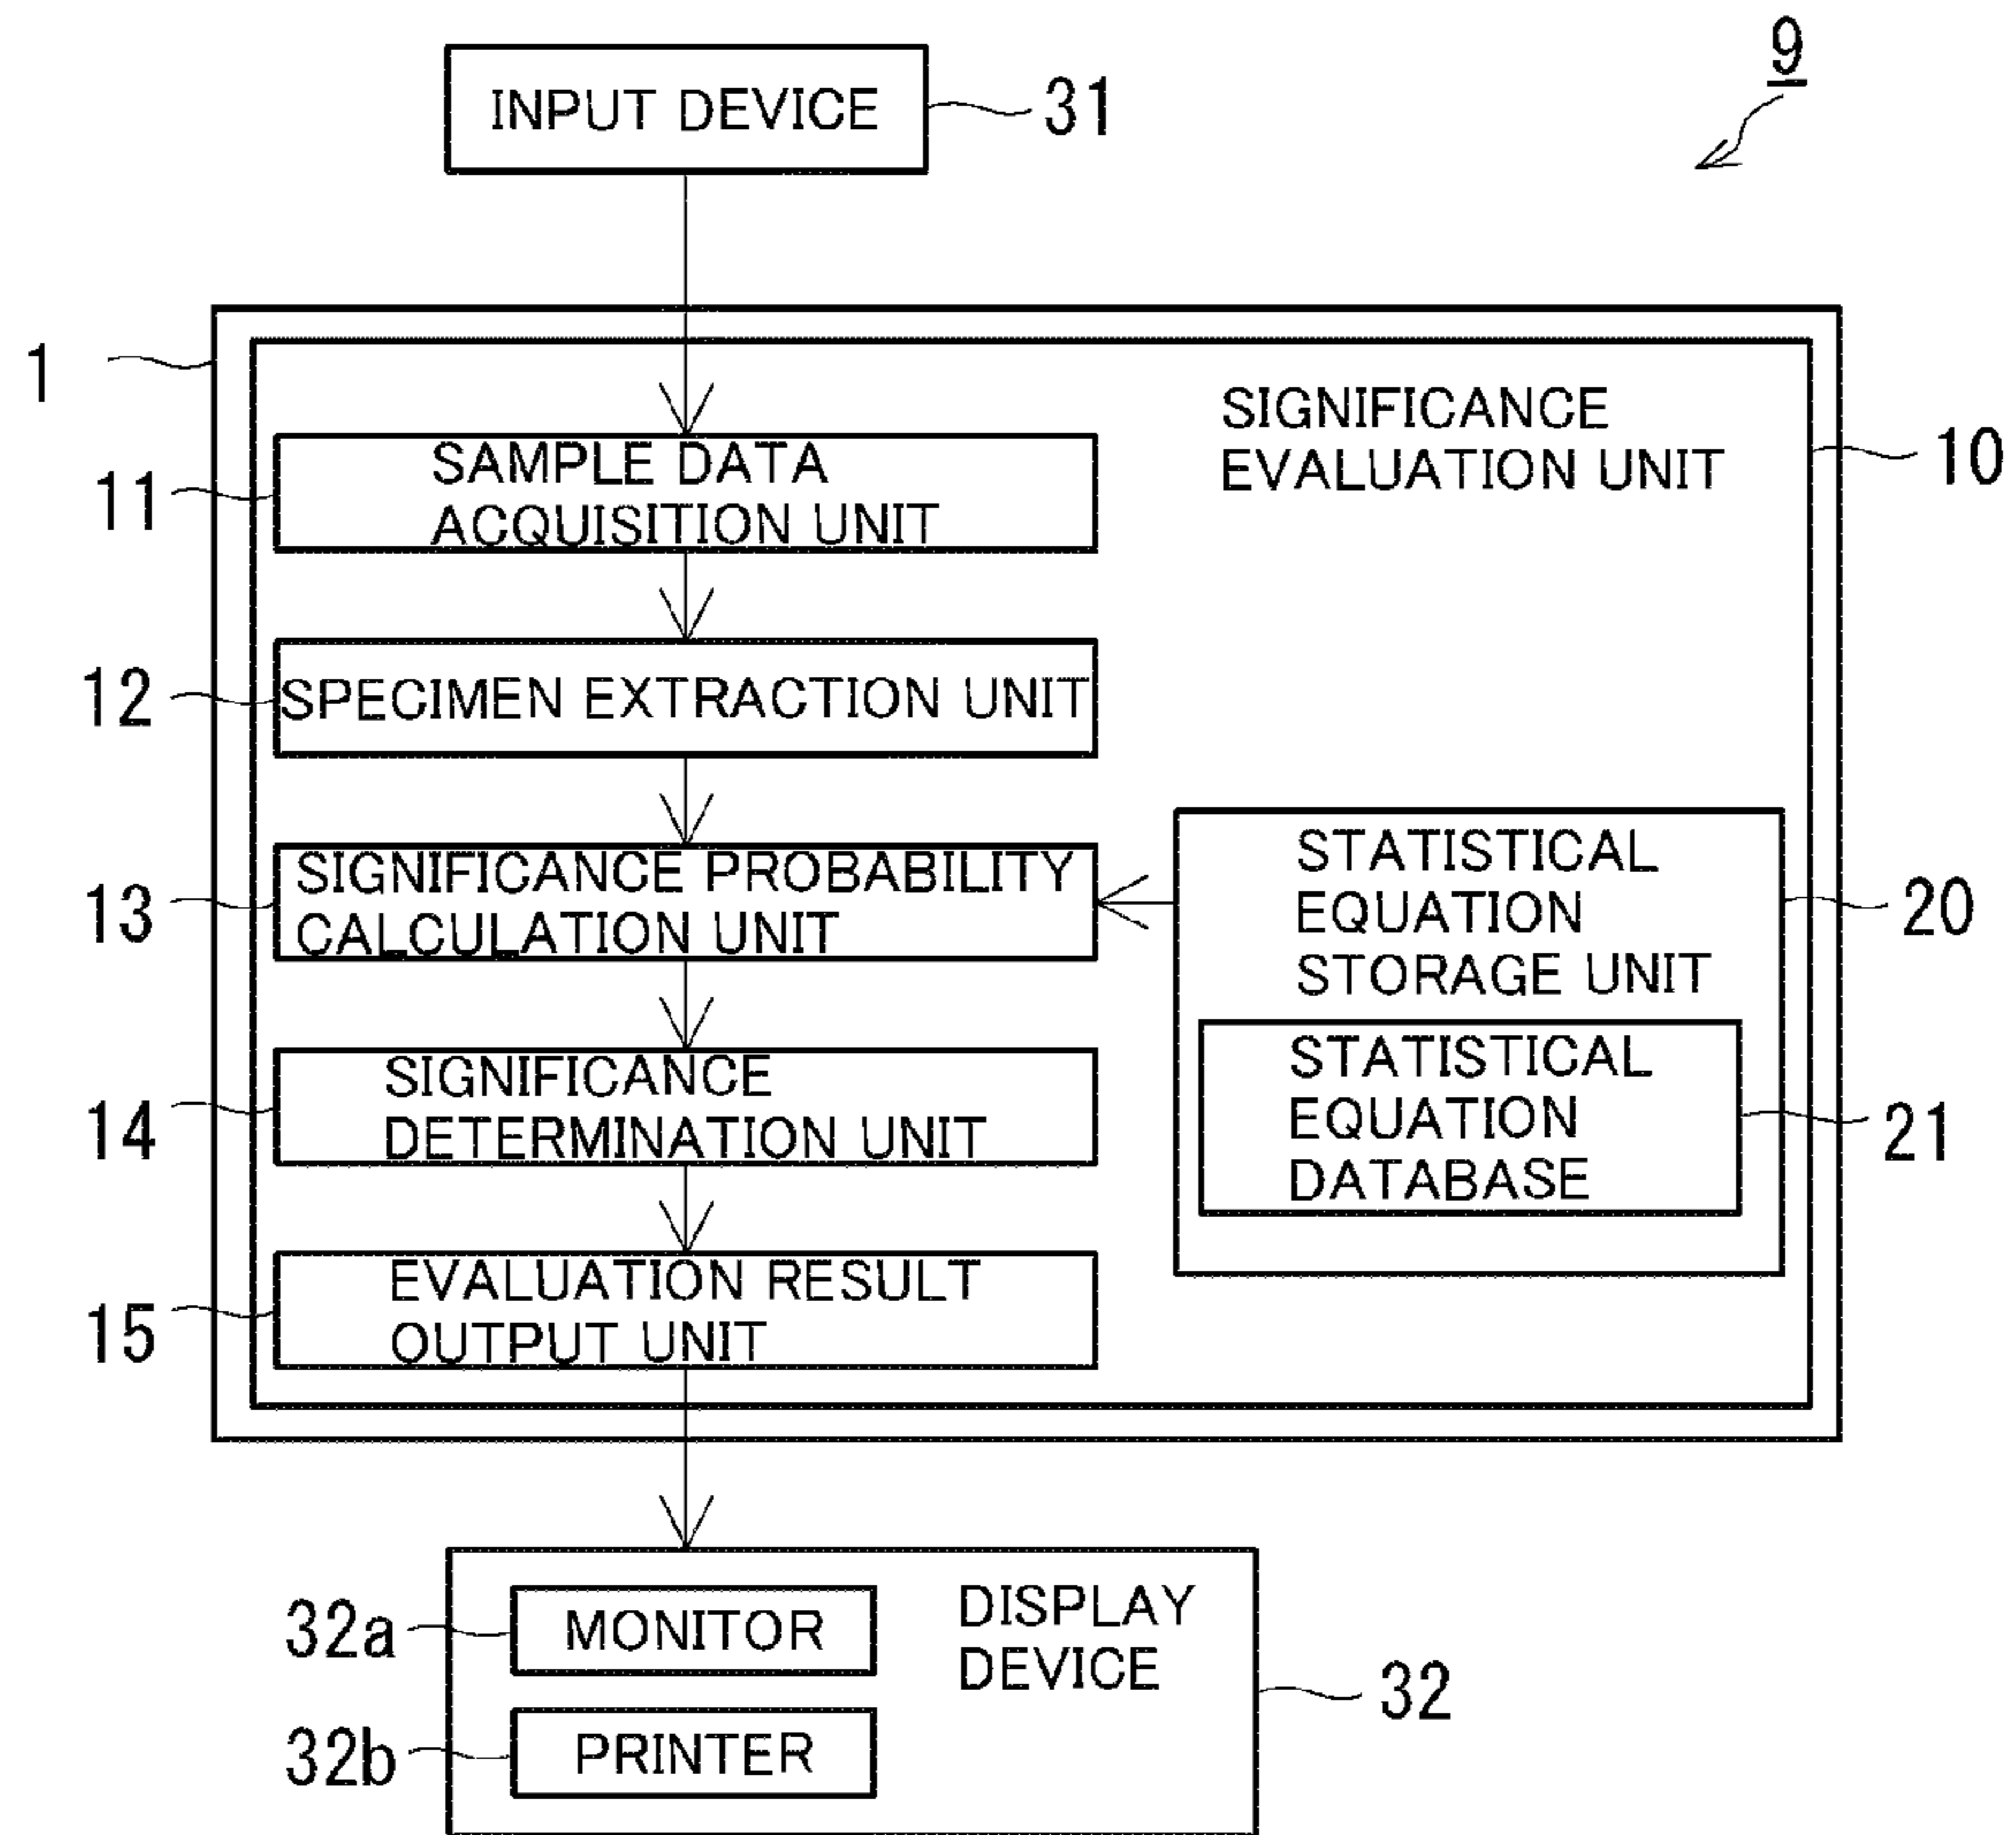 9
INPUT DEVICE
31
1
SIGNIFICANCE
EVALUATION UNIT
10
SAMPLE DATA
ACQUISITION UNIT
11
12
SPECIMEN EXTRACTION UNIT
13
SIGNIFICANCE PROBABILITY
CALCULATION UNIT
STATISTICAL
EQUATION
STORAGE UNIT
20
14
SIGNIFICANCE
DETERMINATION UNIT
STATISTICAL
EQUATION
DATABASE
21
15
EVALUATION RESULT
OUTPUT UNIT
32a
MONITOR
DISPLAY
DEVICE
32
32b
PRINTER